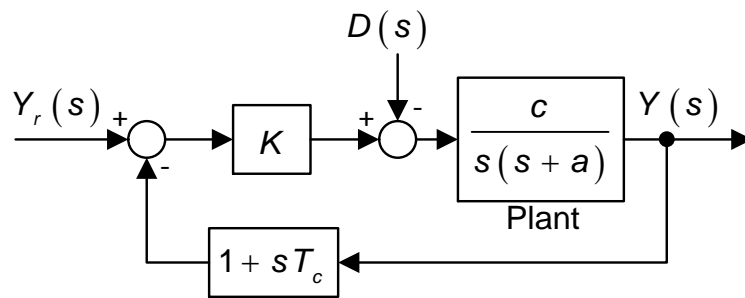 D(s)
Y_r(s)
+
-
K
+
-
c
s(s + a)
Y(s)
Plant
1 + sT_c